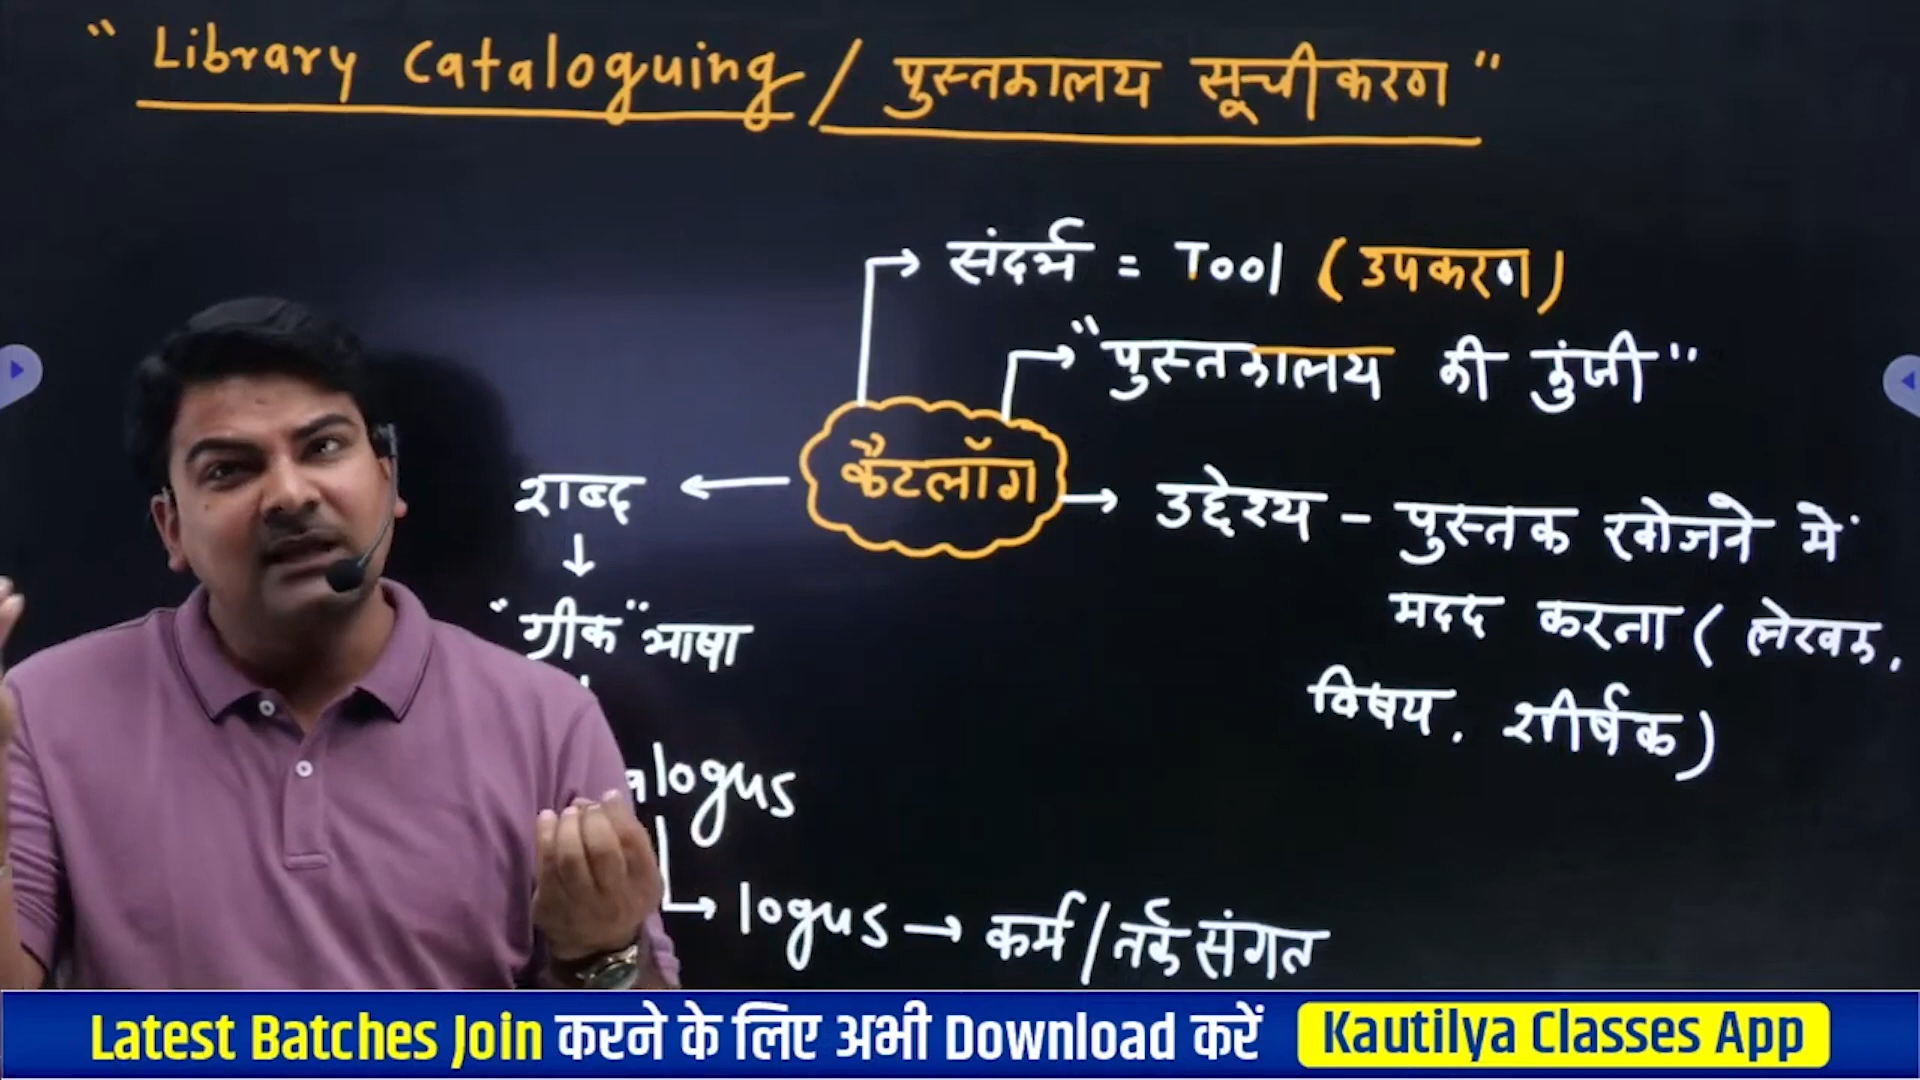 "Library Cataloguing / पुस्तकालय सूचीकरण"
संदर्भ = Tool (उपकरण)
"पुस्तकालय की कुंजी"
कैटलॉग
शब्द
उद्देश्य - पुस्तक खोजने में
मदद करना (लेखक,
विषय, शीर्षक)
"ग्रीक" भाषा
alogus
logus → कर्म/तर्कसंगत
Latest Batches Join करने के लिए अभी Download करें Kautilya Classes App